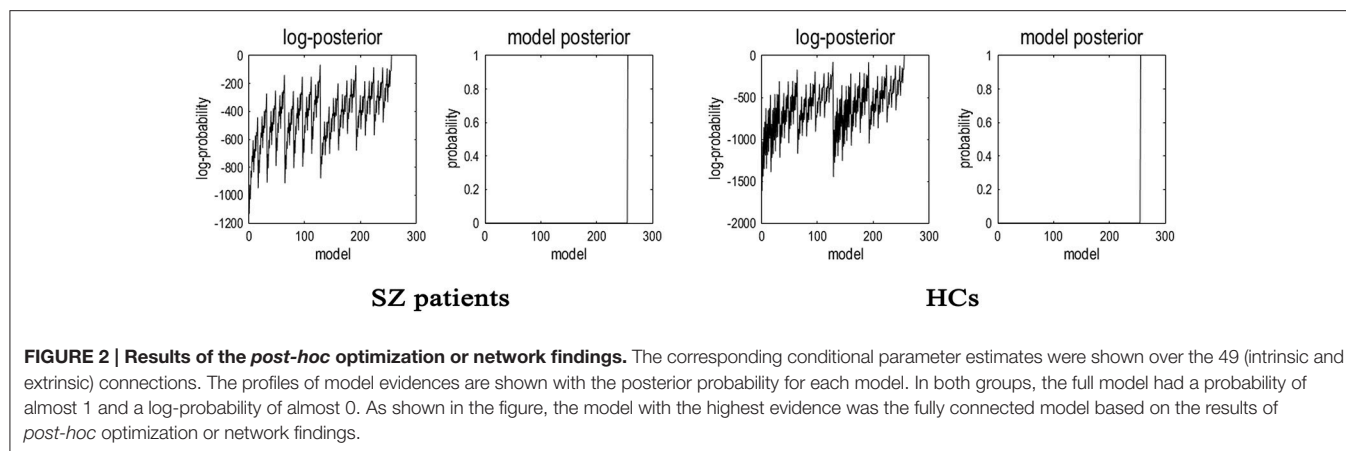 log-posterior
model posterior
log-posterior
model posterior
0
-200
-400
-600
-800
-1000
-1200
log-probability
0
100
200
300
model
1
0.8
0.6
0.4
0.2
0
probability
0
100
200
300
model
0
-500
-1000
-1500
-2000
log-probability
0
100
200
300
model
1
0.8
0.6
0.4
0.2
0
probability
0
100
200
300
model
SZ patients
HCs
FIGURE 2 | Results of the post-hoc optimization or network findings. The corresponding conditional parameter estimates were shown over the 49 (intrinsic and
extrinsic) connections. The profiles of model evidences are shown with the posterior probability for each model. In both groups, the full model had a probability of
almost 1 and a log-probability of almost 0. As shown in the figure, the model with the highest evidence was the fully connected model based on the results of
post-hoc optimization or network findings.